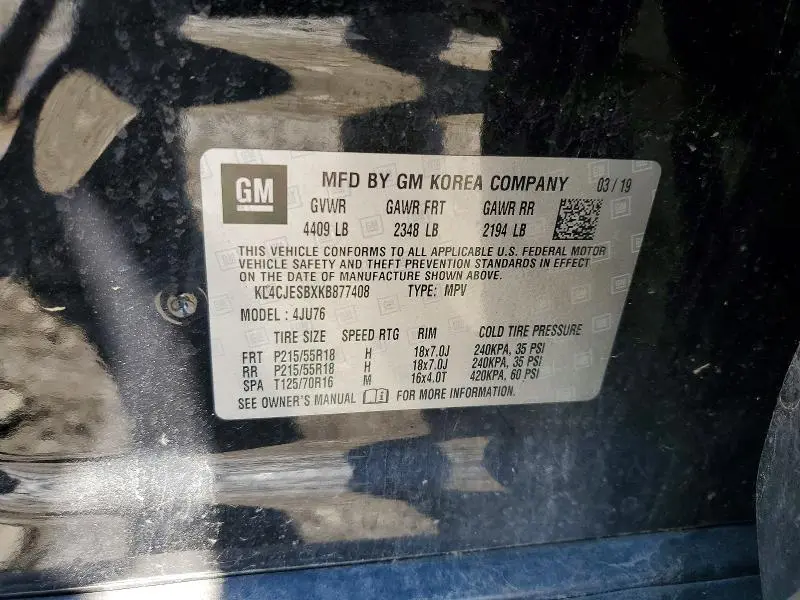 GM MFD BY GM KOREA COMPANY 03/19
GVWR GAWR FRT GAWR RR
4409 LB 2348 LB 2194 LB
THIS VEHICLE CONFORMS TO ALL APPLICABLE U.S. FEDERAL MOTOR
VEHICLE SAFETY AND THEFT PREVENTION STANDARDS IN EFFECT
ON THE DATE OF MANUFACTURE SHOWN ABOVE.
KL4CJESBXKB877408 TYPE: MPV
MODEL: 4JU76
TIRE SIZE SPEED RTG RIM COLD TIRE PRESSURE
FRT P215/55R18 H 18x7.0J 240KPA, 35 PSI
RR P215/55R18 H 18x7.0J 240KPA, 35 PSI
SPA T125/70R16 M 16x4.0T 420KPA, 60 PSI
SEE OWNER'S MANUAL FOR MORE INFORMATION.